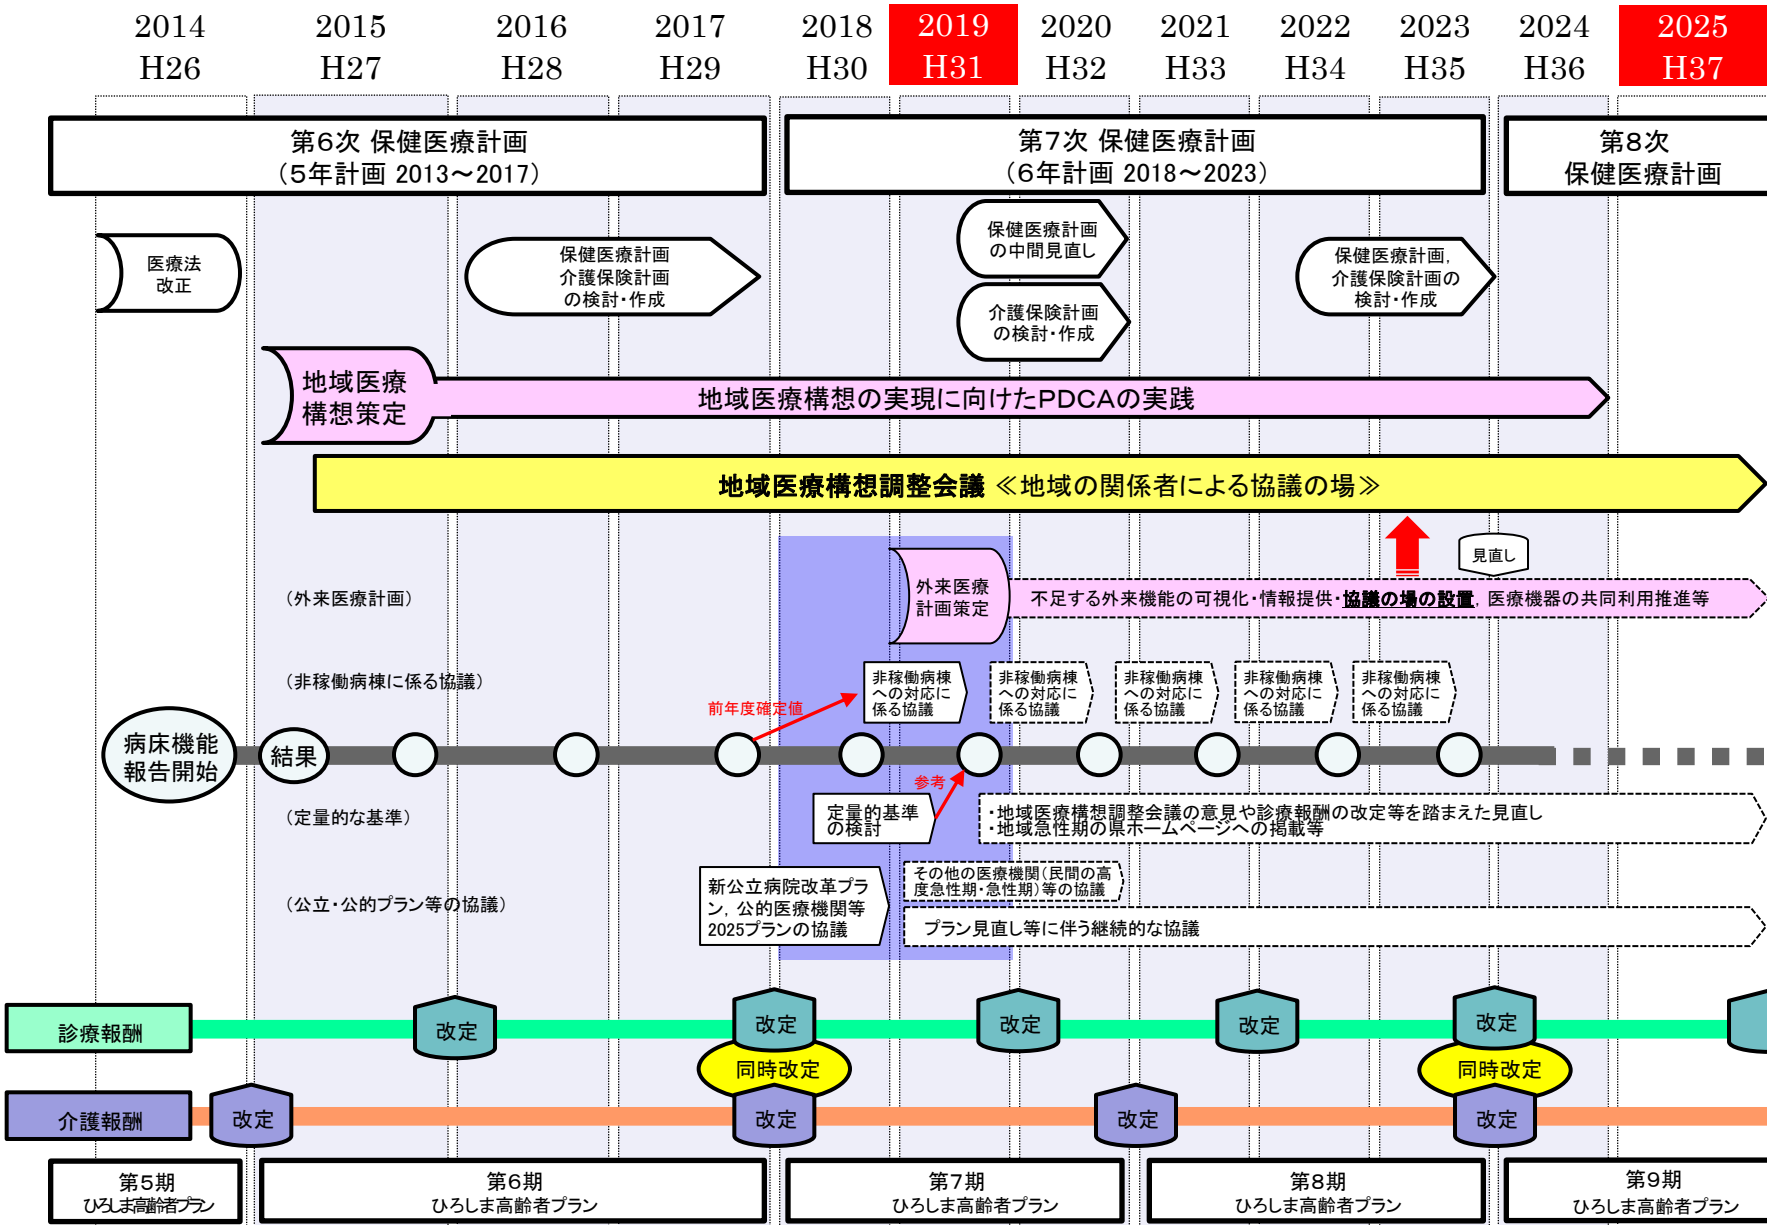 2014 2015 2016 2017 2018 2019 2020 2021 2022 2023 2024 2025
H26 H27 H28 H29 H30 H31 H32 H33 H34 H35 H36 H37
第6次 保健医療計画
（5年計画 2013～2017）
第7次 保健医療計画
（6年計画 2018～2023）
第8次
保健医療計画
医療法
改正
保健医療計画
介護保険計画
の検討・作成
保健医療計画
の中間見直し
介護保険計画
の検討・作成
保健医療計画，
介護保険計画の
検討・作成
地域医療
構想策定
地域医療構想の実現に向けたPDCAの実践
地域医療構想調整会議 ≪地域の関係者による協議の場≫
見直し
（外来医療計画）
外来医療
計画策定
不足する外来機能の可視化・情報提供・協議の場の設置，医療機器の共同利用推進等
（非稼働病棟に係る協議）
前年度確定値
非稼働病棟
への対応に
係る協議
非稼働病棟
への対応に
係る協議
非稼働病棟
への対応に
係る協議
非稼働病棟
への対応に
係る協議
非稼働病棟
への対応に
係る協議
病床機能
報告開始
結果
参考
（定量的な基準）
定量的基準
の検討
・地域医療構想調整会議の意見や診療報酬の改定等を踏まえた見直し
・地域急性期の県ホームページへの掲載等
（公立・公的プラン等の協議）
新公立病院改革プラ
ン，公的医療機関等
2025プランの協議
その他の医療機関（民間の高
度急性期・急性期）等の協議
プラン見直し等に伴う継続的な協議
診療報酬
改定
改定
改定
改定
改定
同時改定
同時改定
介護報酬
改定
改定
改定
改定
第5期
ひろしま高齢者プラン
第6期
ひろしま高齢者プラン
第7期
ひろしま高齢者プラン
第8期
ひろしま高齢者プラン
第9期
ひろしま高齢者プラン